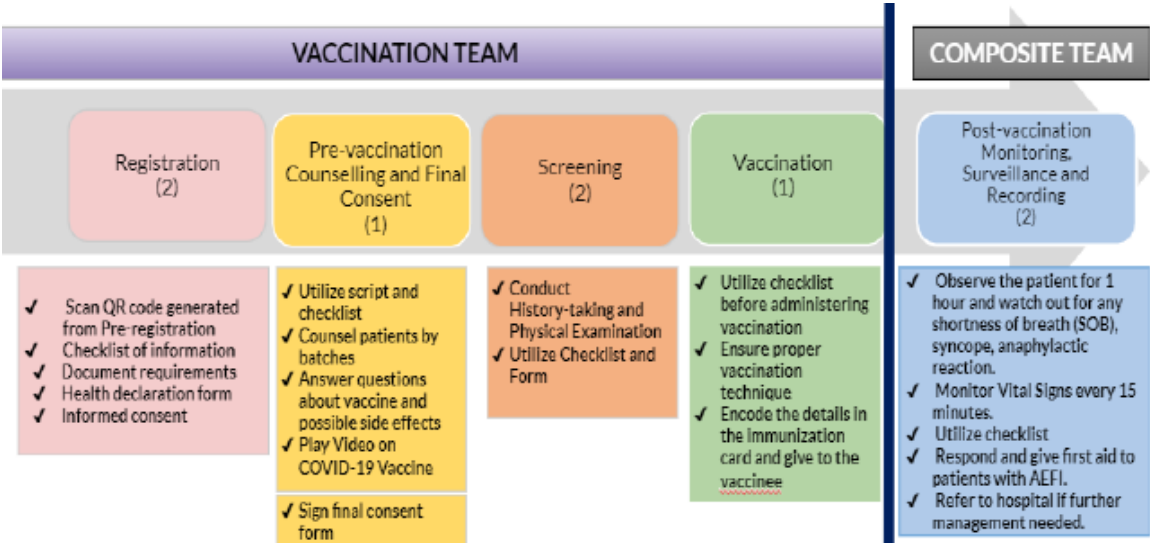 VACCINATION TEAM
COMPOSITE TEAM
Registration
(2)
Pre-vaccination
Counselling and Final
Consent
(1)
Screening
(2)
Vaccination
(1)
Post-vaccination
Monitoring,
Surveillance and
Recording
(2)
✓ Scan QR code generated
from Pre-registration
✓ Checklist of information
✓ Document requirements
✓ Health declaration form
✓ Informed consent
✓ Utilize script and
checklist
✓ Counsel patients by
batches
✓ Answer questions
about vaccine and
possible side effects
✓ Play Video on
COVID-19 Vaccine
✓ Sign final consent
form
✓ Conduct
History-taking and
Physical Examination
✓ Utilize Checklist and
Form
✓ Utilize checklist
before administering
vaccination
✓ Ensure proper
vaccination
technique
✓ Encode the details in
the immunization
card and give to the
vaccinee
✓ Observe the patient for 1
hour and watch out for any
shortness of breath (SOB),
syncope, anaphylactic
reaction.
✓ Monitor Vital Signs every 15
minutes.
✓ Utilize checklist
✓ Respond and give first aid to
patients with AEFI.
✓ Refer to hospital if further
management needed.